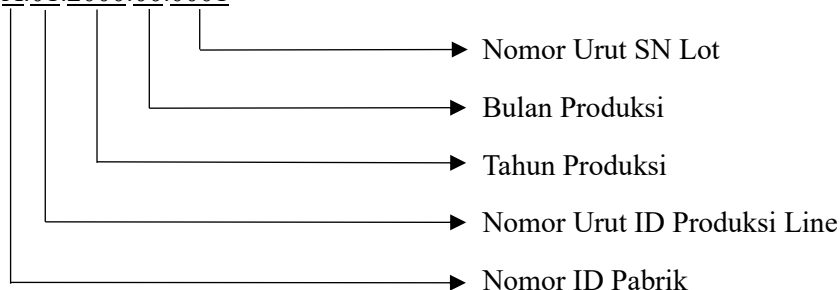 Nomor Urut SN Lot
Bulan Produksi
Tahun Produksi
Nomor Urut ID Produksi Line
Nomor ID Pabrik